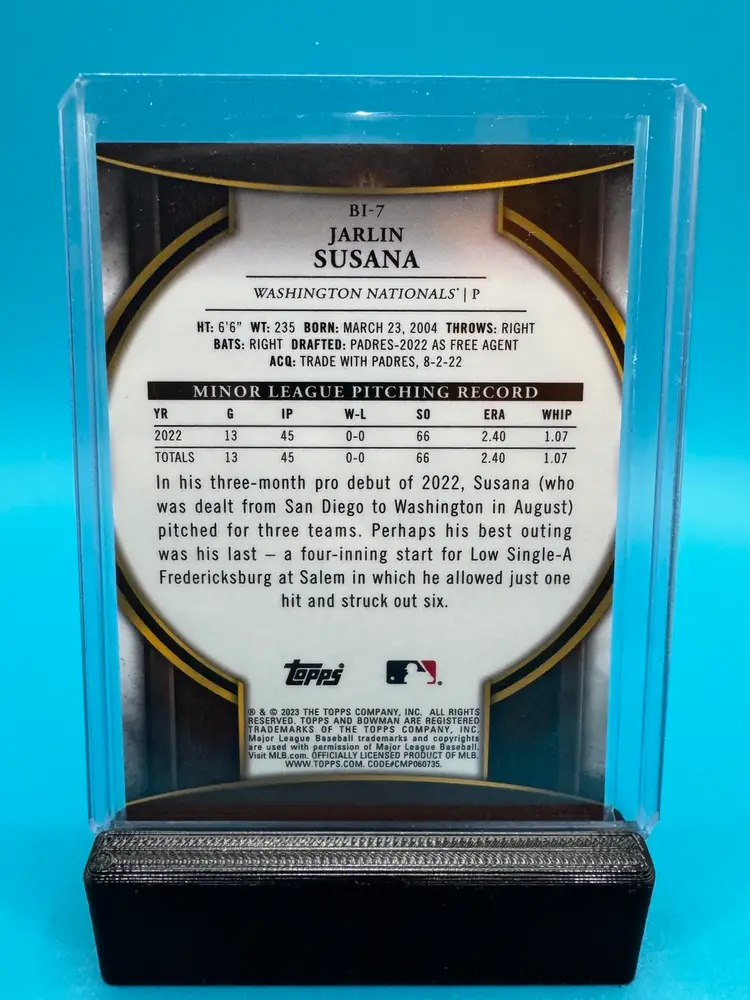 BI-7
JARLIN
SUSANA
WASHINGTON NATIONALS® | P
HT: 6'6" WT: 235 BORN: MARCH 23, 2004 THROWS: RIGHT
BATS: RIGHT DRAFTED: PADRES-2022 AS FREE AGENT
ACQ: TRADE WITH PADRES, 8-2-22
MINOR LEAGUE PITCHING RECORD
YR G IP W-L SO ERA WHIP
2022 13 45 0-0 66 2.40 1.07
TOTALS 13 45 0-0 66 2.40 1.07
In his three-month pro debut of 2022, Susana (who
was dealt from San Diego to Washington in August)
pitched for three teams. Perhaps his best outing
was his last – a four-inning start for Low Single-A
Fredericksburg at Salem in which he allowed just one
hit and struck out six.
Topps
® & © 2023 THE TOPPS COMPANY, INC. ALL RIGHTS
RESERVED. TOPPS AND BOWMAN ARE REGISTERED
TRADEMARKS OF THE TOPPS COMPANY, INC.
Major League Baseball trademarks and copyrights
are used with permission of Major League Baseball.
Visit MLB.com. OFFICIALLY LICENSED PRODUCT OF MLB.
WWW.TOPPS.COM. CODE#CMP060735.